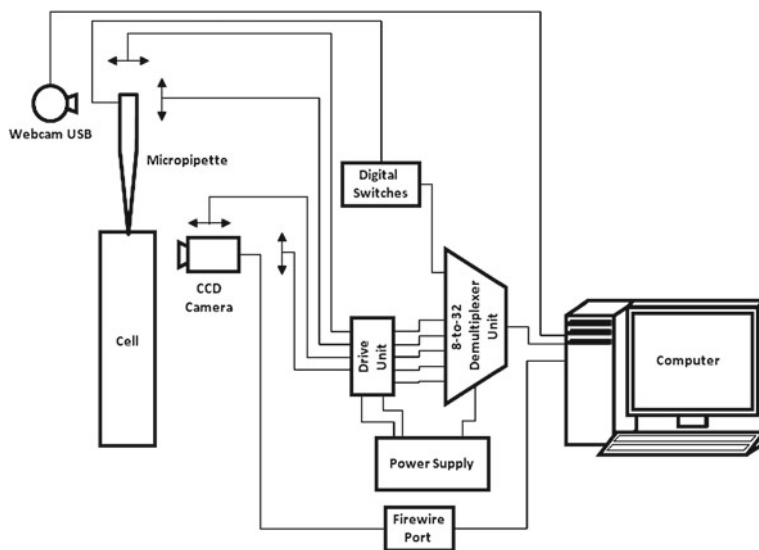 Webcam USB
Micropipette
Digital
Switches
CCD
Camera
Cell
Drive
Unit
8-to-32
Demultiplexer
Unit
Computer
Power Supply
Firewire
Port